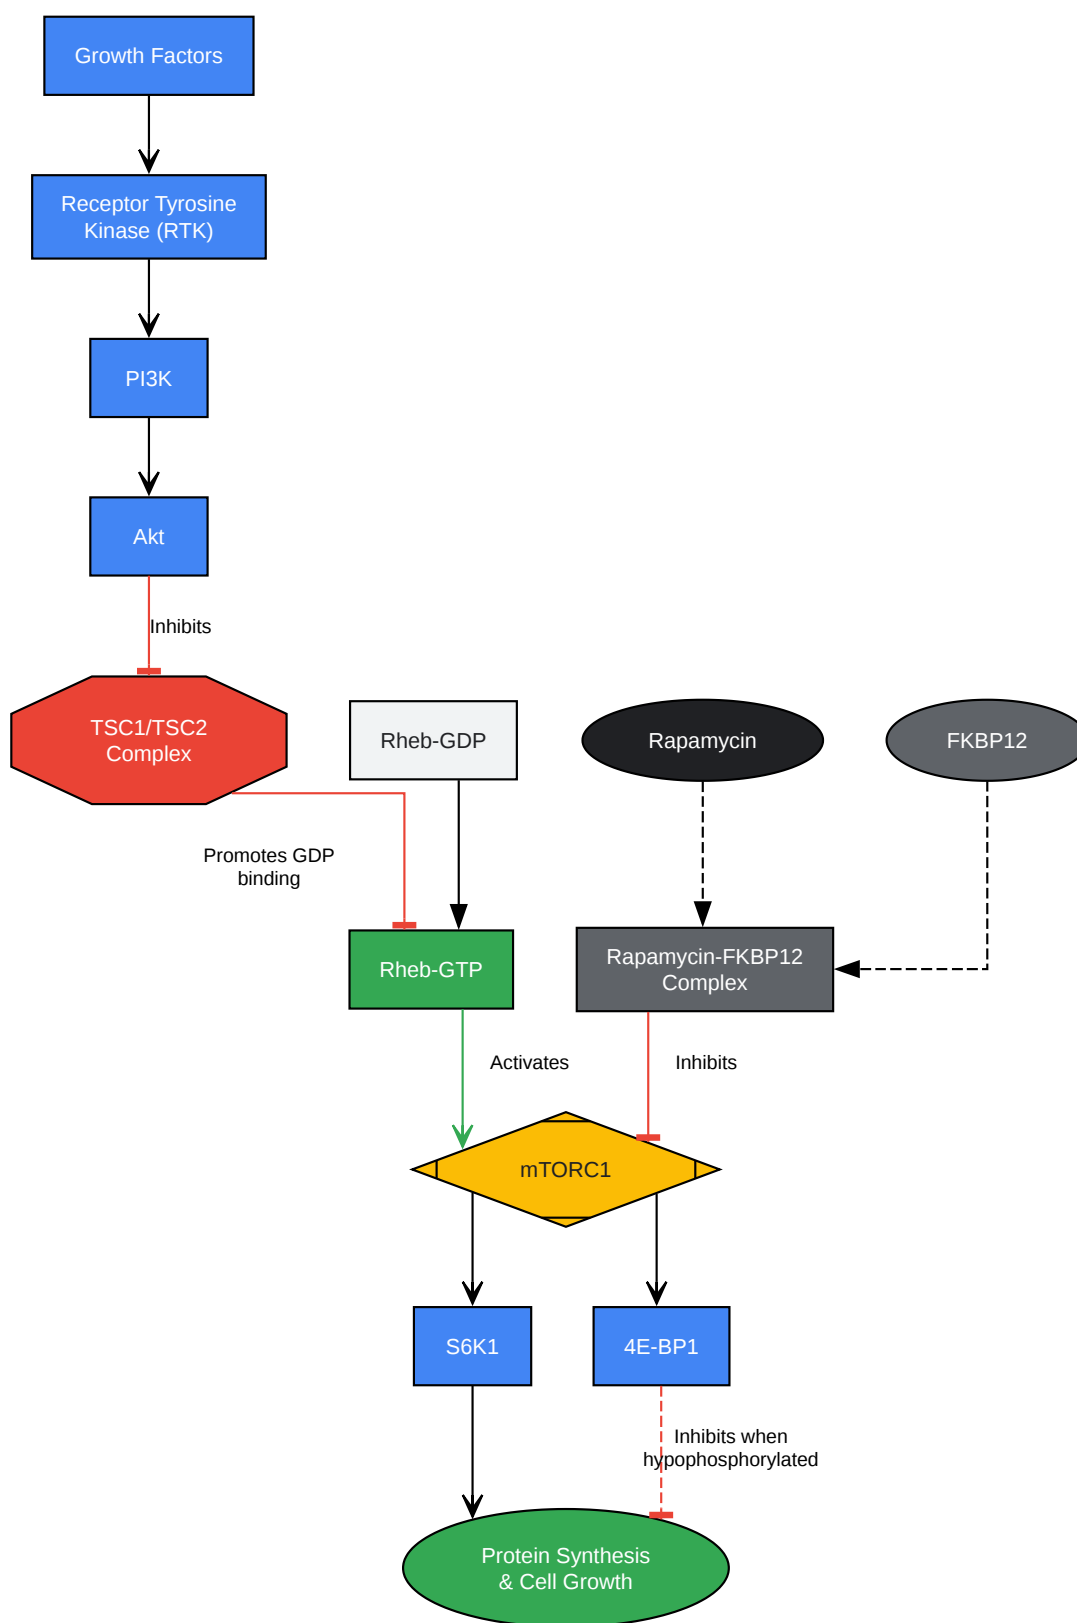 Growth Factors
Receptor Tyrosine
Kinase (RTK)
PI3K
Akt
Inhibits
TSC1/TSC2
Complex
Rheb-GDP
Rapamycin
FKBP12
Promotes GDP
binding
Rheb-GTP
Rapamycin-FKBP12
Complex
Activates
Inhibits
mTORC1
S6K1
4E-BP1
Inhibits when
hypophosphorylated
Protein Synthesis
& Cell Growth